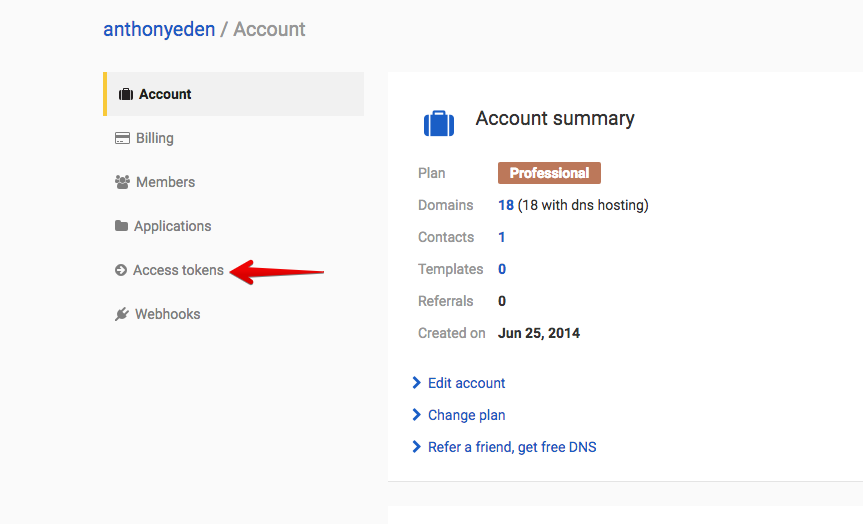 anthonyeden / Account
Account
Billing
Members
Applications
Access tokens
Webhooks
Account summary
Plan Professional
Domains 18 (18 with dns hosting)
Contacts 1
Templates 0
Referrals 0
Created on Jun 25, 2014
Edit account
Change plan
Refer a friend, get free DNS